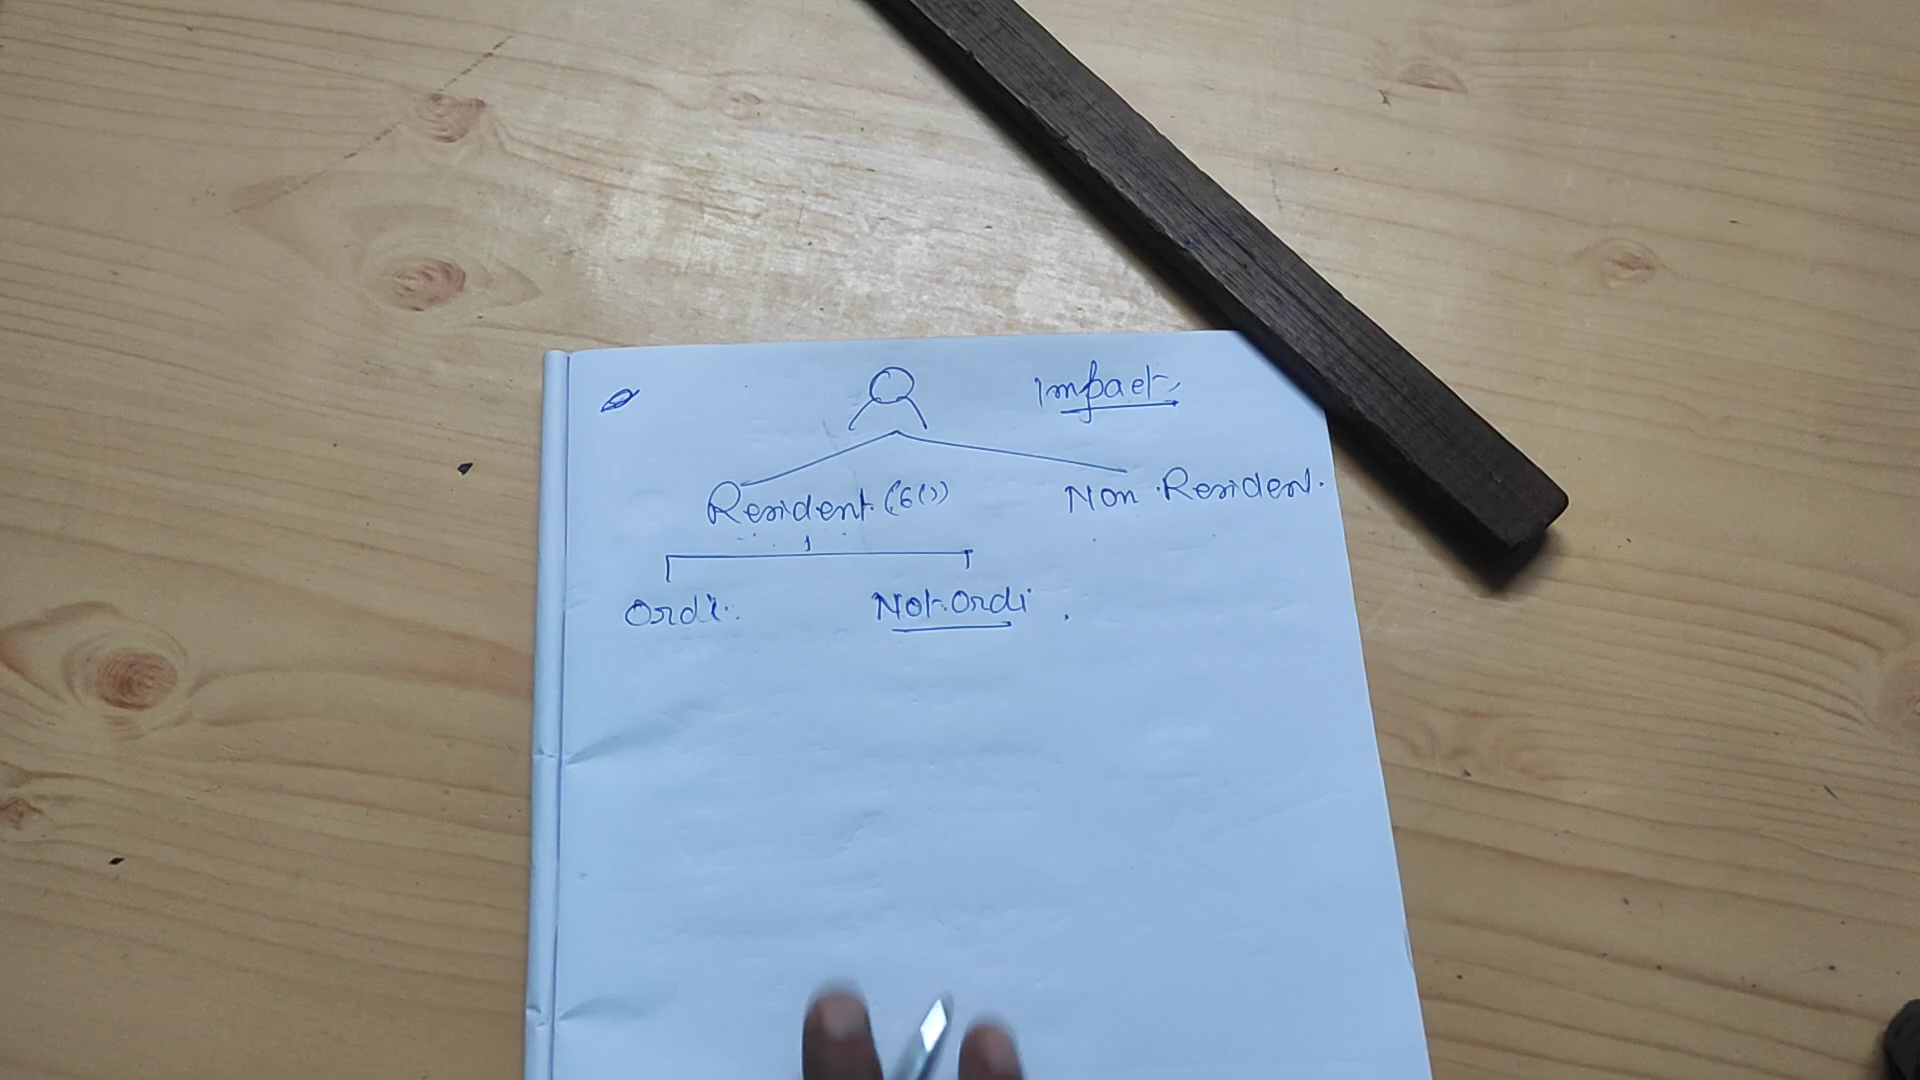 Impact,
Resident (6(1)) Non Resident.
Ordi. Not Ordi.